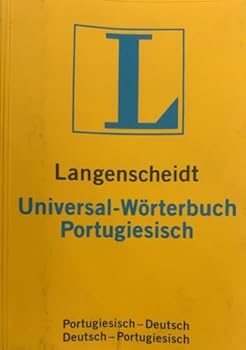 L
Langenscheidt
Universal-Wörterbuch
Portugiesisch
Portugiesisch – Deutsch
Deutsch – Portugiesisch